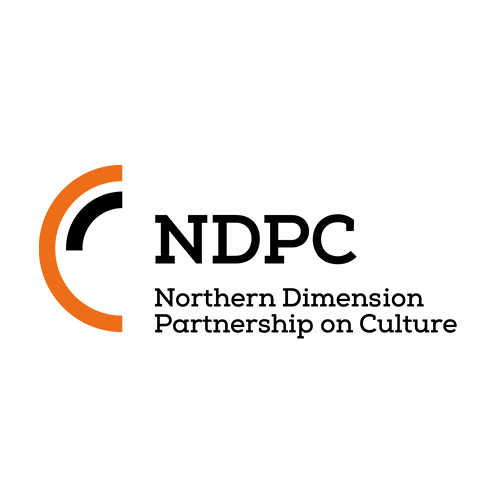 NDPC
Northern Dimension
Partnership on Culture